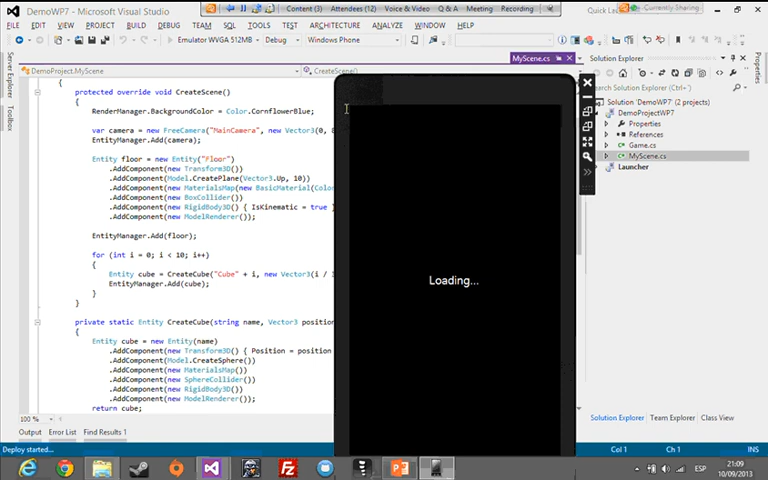 Content (3) Attendees (12) Voice & Video Q & A Meeting Recording
Currently Sharing
DemoWP7 - Microsoft Visual Studio
Quick La
FILE EDIT VIEW PROJECT BUILD DEBUG TEAM SQL TOOLS TEST ARCHITECTURE ANALYZE WINDOW HELP
Emulator WVGA 512MB Debug Windows Phone
Server Explorer
Toolbox
MyScene.cs
DemoProject.MyScene
CreateScene()
{
protected override void CreateScene()
{
RenderManager.BackgroundColor = Color.CornflowerBlue;
var camera = new FreeCamera("MainCamera", new Vector3(0, 8
EntityManager.Add(camera);
Entity floor = new Entity("Floor")
.AddComponent(new Transform3D())
.AddComponent(Model.CreatePlane(Vector3.Up, 10))
.AddComponent(new MaterialsMap(new BasicMaterial(Color
.AddComponent(new BoxCollider())
.AddComponent(new RigidBody3D() { IsKinematic = true }
.AddComponent(new ModelRenderer());
EntityManager.Add(floor);
for (int i = 0; i < 10; i++)
{
Entity cube = CreateCube("Cube" + i, new Vector3(i /
EntityManager.Add(cube);
}
}
private static Entity CreateCube(string name, Vector3 position
{
Entity cube = new Entity(name)
.AddComponent(new Transform3D() { Position = position
.AddComponent(Model.CreateSphere())
.AddComponent(new MaterialsMap())
.AddComponent(new SphereCollider())
.AddComponent(new RigidBody3D())
.AddComponent(new ModelRenderer());
return cube;
100 %
Loading...
Solution Explorer
Search Solution Explorer
Solution 'DemoWP7' (2 projects)
DemoProjectWP7
Properties
References
Game.cs
MyScene.cs
Launcher
Solution Explorer Team Explorer Class View
Output Error List Find Results 1
Deploy started...
Col 1 Ch 1 INS
ESP
21:09
10/09/2013